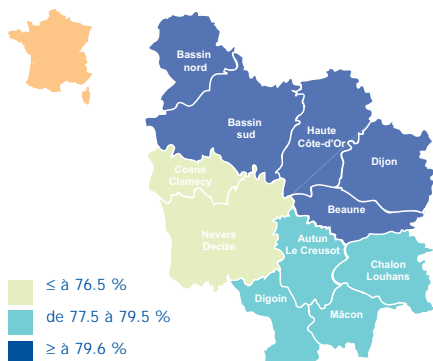 Bassin
nord
Bassin
sud
Haute
Côte-d'Or
Dijon
Cosne
Clamecy
Beaune
Nevers
Decize
Autun
Le Creusot
Chalon
Louhans
Digoin
Mâcon
≤ à 76.5 %
de 77.5 à 79.5 %
≥ à 79.6 %